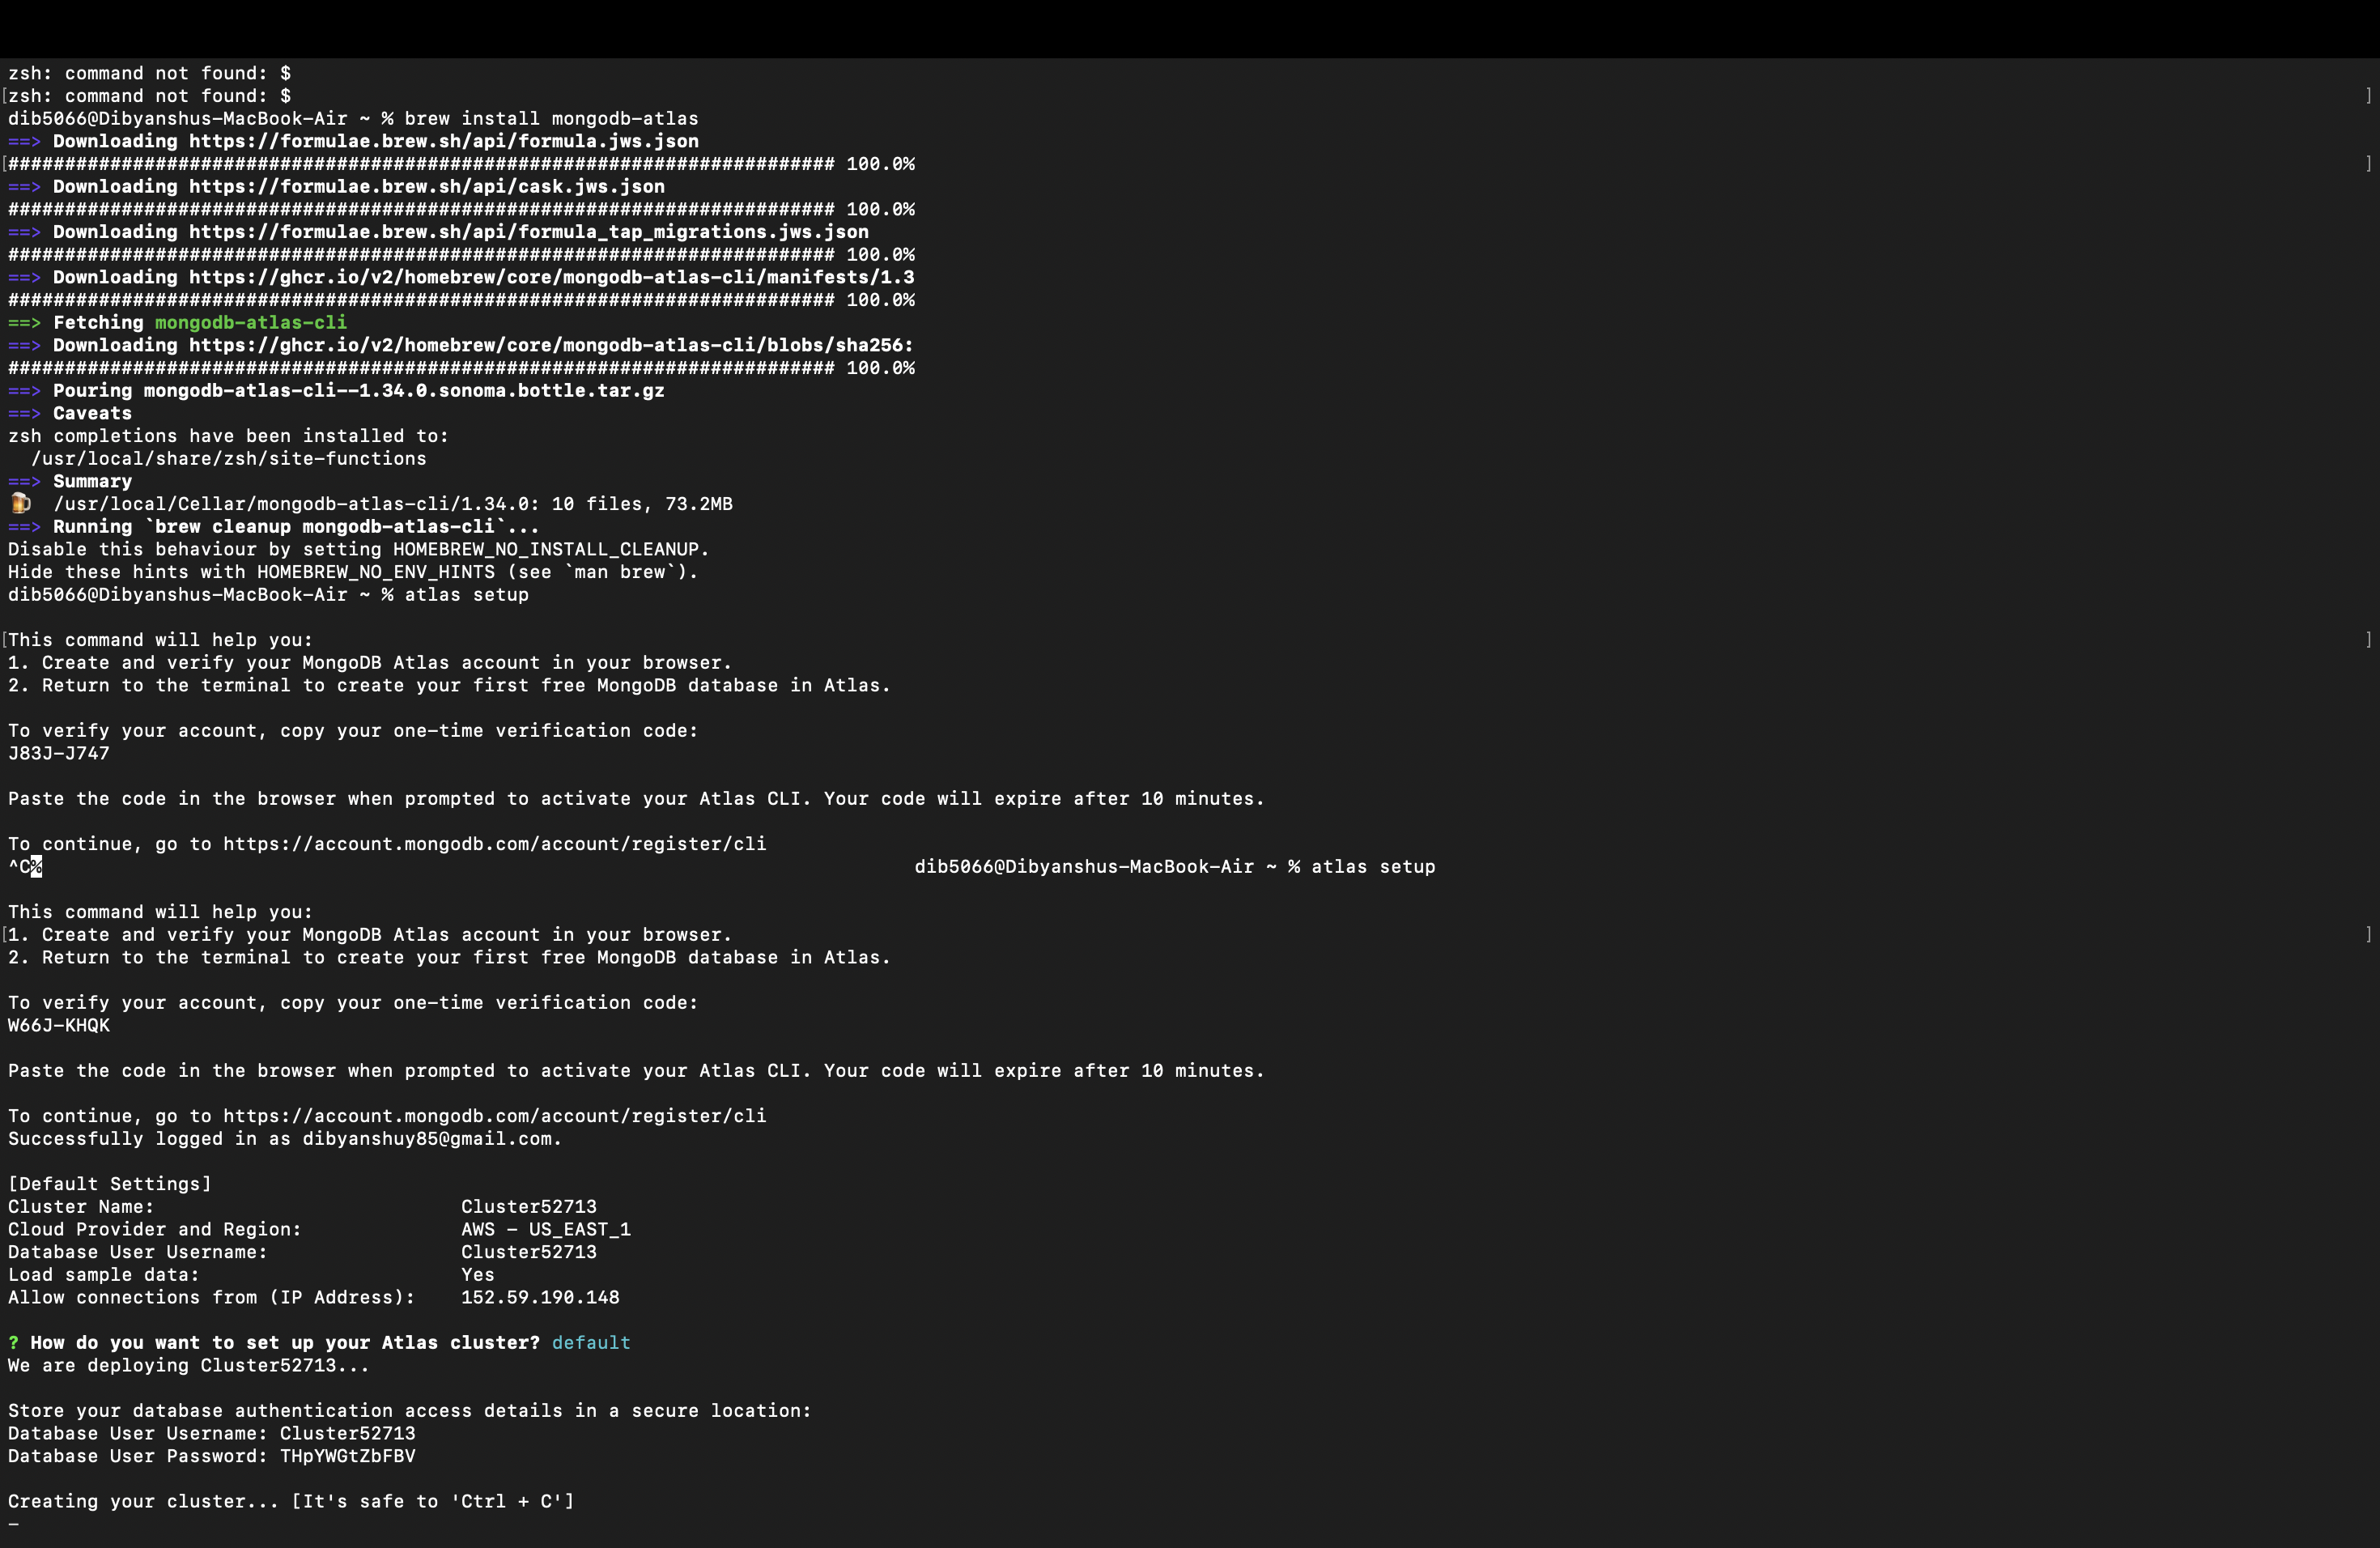 zsh: command not found: $
[zsh: command not found: $ ]
dib5066@Dibyanshus-MacBook-Air ~ % brew install mongodb-atlas
==> Downloading https://formulae.brew.sh/api/formula.jws.json
[######################################################################### 100.0% ]
==> Downloading https://formulae.brew.sh/api/cask.jws.json
######################################################################### 100.0%
==> Downloading https://formulae.brew.sh/api/formula_tap_migrations.jws.json
######################################################################### 100.0%
==> Downloading https://ghcr.io/v2/homebrew/core/mongodb-atlas-cli/manifests/1.3
######################################################################### 100.0%
==> Fetching mongodb-atlas-cli
==> Downloading https://ghcr.io/v2/homebrew/core/mongodb-atlas-cli/blobs/sha256:
######################################################################### 100.0%
==> Pouring mongodb-atlas-cli--1.34.0.sonoma.bottle.tar.gz
==> Caveats
zsh completions have been installed to:
  /usr/local/share/zsh/site-functions
==> Summary
🍺  /usr/local/Cellar/mongodb-atlas-cli/1.34.0: 10 files, 73.2MB
==> Running `brew cleanup mongodb-atlas-cli`...
Disable this behaviour by setting HOMEBREW_NO_INSTALL_CLEANUP.
Hide these hints with HOMEBREW_NO_ENV_HINTS (see `man brew`).
dib5066@Dibyanshus-MacBook-Air ~ % atlas setup
[This command will help you: ]
1. Create and verify your MongoDB Atlas account in your browser.
2. Return to the terminal to create your first free MongoDB database in Atlas.
To verify your account, copy your one-time verification code:
J83J-J747
Paste the code in the browser when prompted to activate your Atlas CLI. Your code will expire after 10 minutes.
To continue, go to https://account.mongodb.com/account/register/cli
^C% dib5066@Dibyanshus-MacBook-Air ~ % atlas setup
This command will help you:
[1. Create and verify your MongoDB Atlas account in your browser. ]
2. Return to the terminal to create your first free MongoDB database in Atlas.
To verify your account, copy your one-time verification code:
W66J-KHQK
Paste the code in the browser when prompted to activate your Atlas CLI. Your code will expire after 10 minutes.
To continue, go to https://account.mongodb.com/account/register/cli
Successfully logged in as dibyanshuy85@gmail.com.
[Default Settings]
Cluster Name: Cluster52713
Cloud Provider and Region: AWS - US_EAST_1
Database User Username: Cluster52713
Load sample data: Yes
Allow connections from (IP Address): 152.59.190.148
? How do you want to set up your Atlas cluster? default
We are deploying Cluster52713...
Store your database authentication access details in a secure location:
Database User Username: Cluster52713
Database User Password: THpYWGtZbFBV
Creating your cluster... [It's safe to 'Ctrl + C']